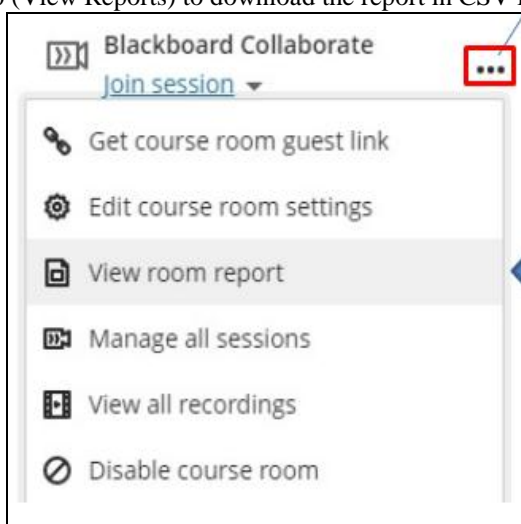 (View Reports) to download the report in CSV
Blackboard Collaborate
Join session
Get course room guest link
Edit course room settings
View room report
Manage all sessions
View all recordings
Disable course room